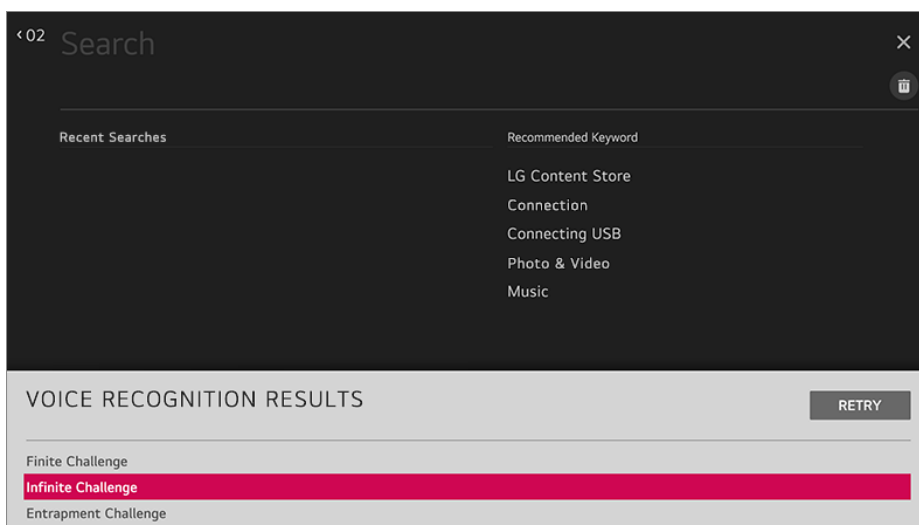 02
Search
Recent Searches
Recommended Keyword
LG Content Store
Connection
Connecting USB
Photo & Video
Music
VOICE RECOGNITION RESULTS
RETRY
Finite Challenge
Infinite Challenge
Entrapment Challenge